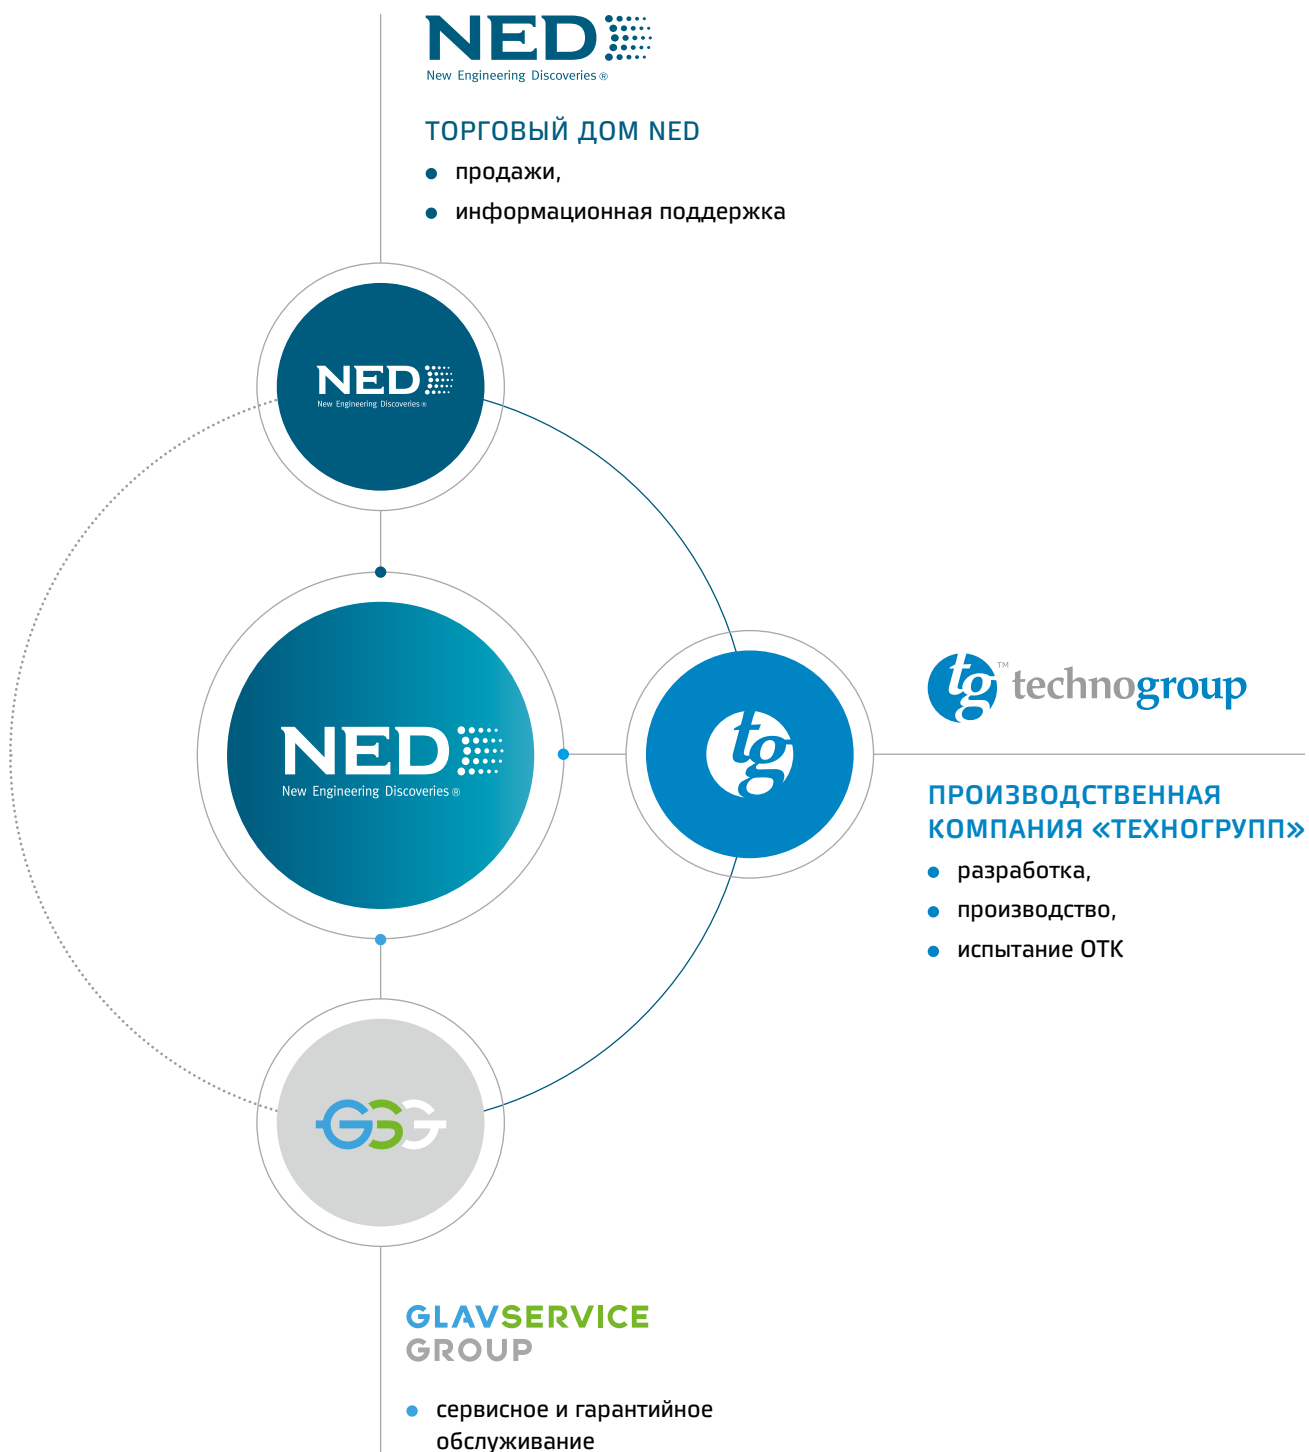 NED
New Engineering Discoveries ®
ТОРГОВЫЙ ДОМ NED
продажи,
информационная поддержка
NED
New Engineering Discoveries ®
NED
New Engineering Discoveries ®
tg
tg™ technogroup
ПРОИЗВОДСТВЕННАЯ
КОМПАНИЯ «ТЕХНОГРУПП»
разработка,
производство,
испытание ОТК
GSG
GLAVSERVICE
GROUP
сервисное и гарантийное
обслуживание